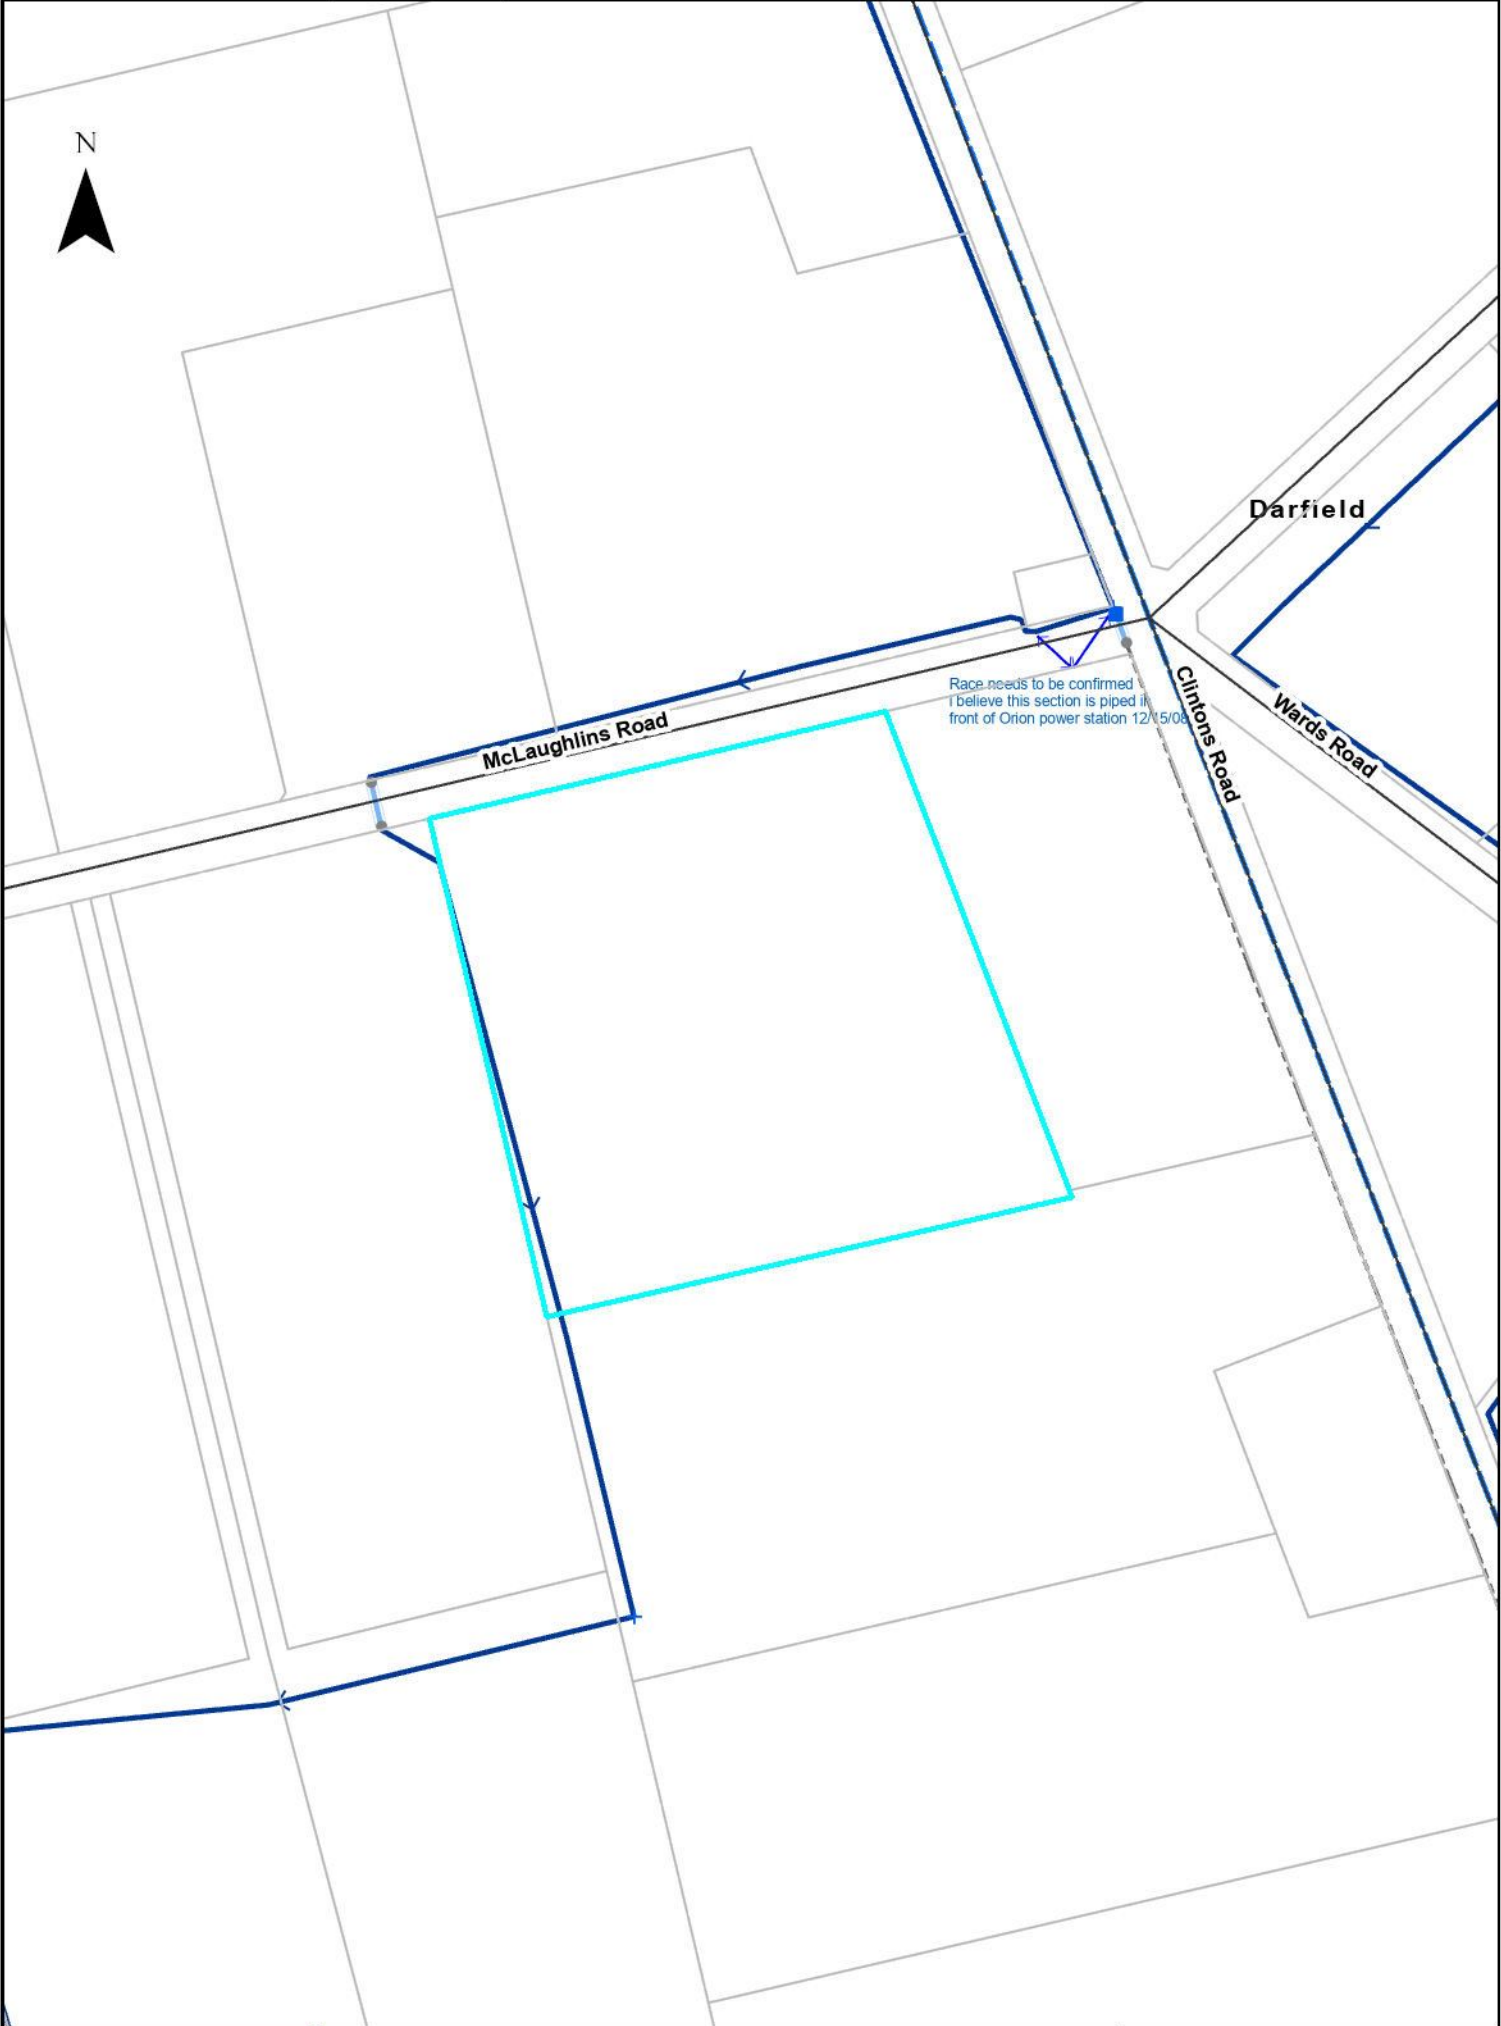 N
Darfield
Race needs to be confirmed
I believe this section is piped in
front of Orion power station 12/15/08
McLaughlins Road
Clintons Road
Wards Road